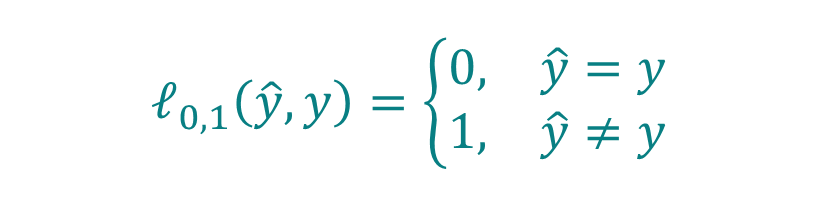 ℓ₀,₁(ŷ, y) = {0, ŷ = y
1, ŷ ≠ y